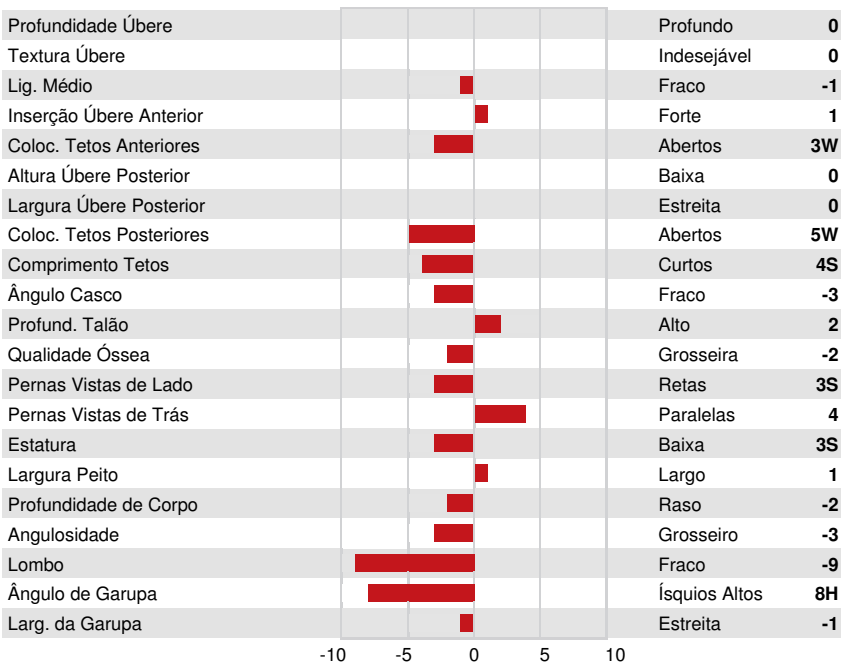 Profundidade Úbere Profundo 0
Textura Úbere Indesejável 0
Lig. Médio Fraco -1
Inserção Úbere Anterior Forte 1
Coloc. Tetos Anteriores Abertos 3W
Altura Úbere Posterior Baixa 0
Largura Úbere Posterior Estreita 0
Coloc. Tetos Posteriores Abertos 5W
Comprimento Tetos Curtos 4S
Ângulo Casco Fraco -3
Profund. Talão Alto 2
Qualidade Óssea Grosseira -2
Pernas Vistas de Lado Retas 3S
Pernas Vistas de Trás Paralelas 4
Estatura Baixa 3S
Largura Peito Largo 1
Profundidade de Corpo Raso -2
Angulosidade Grosseiro -3
Lombo Fraco -9
Ângulo de Garupa Ísquios Altos 8H
Larg. da Garupa Estreita -1
-10 -5 0 5 10